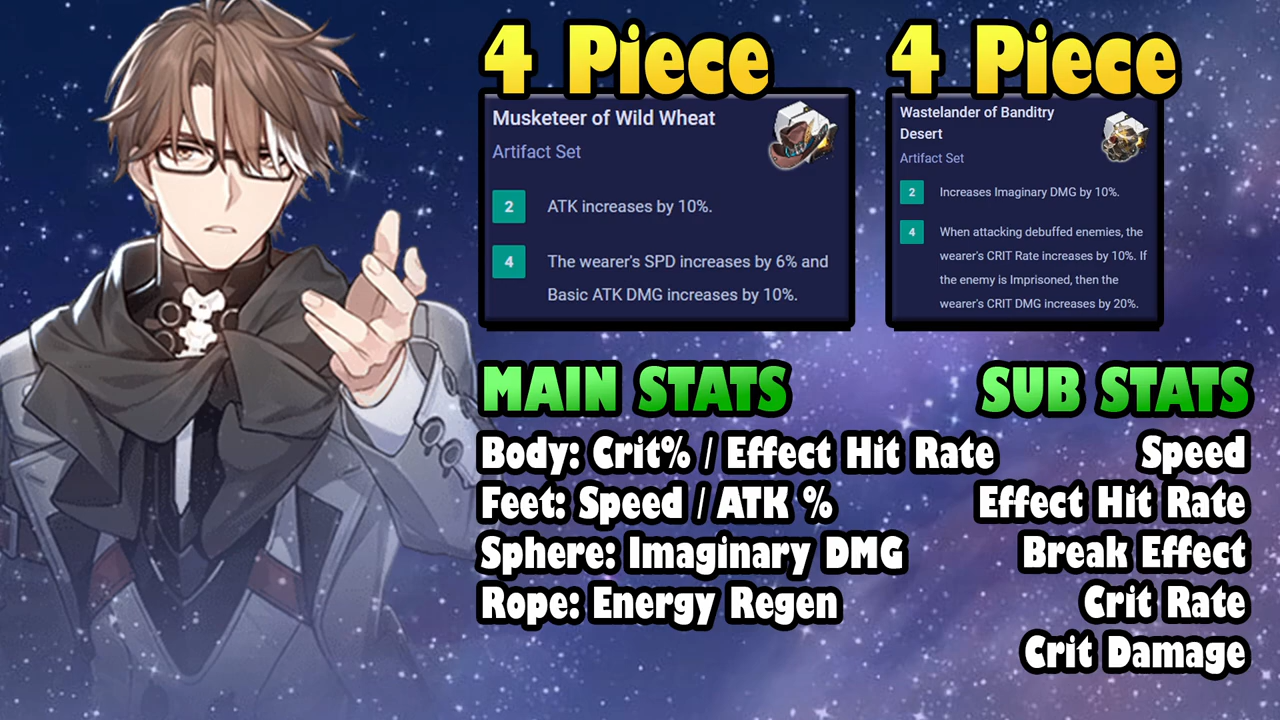 4 Piece
Musketeer of Wild Wheat
Artifact Set
2 ATK increases by 10%.
4 The wearer's SPD increases by 6% and
Basic ATK DMG increases by 10%.
4 Piece
Wastelander of Banditry
Desert
Artifact Set
2 Increases Imaginary DMG by 10%.
4 When attacking debuffed enemies, the
wearer's CRIT Rate increases by 10%. If
the enemy is Imprisoned, then the
wearer's CRIT DMG increases by 20%.
MAIN STATS
Body: Crit% / Effect Hit Rate
Feet: Speed / ATK %
Sphere: Imaginary DMG
Rope: Energy Regen
SUB STATS
Speed
Effect Hit Rate
Break Effect
Crit Rate
Crit Damage